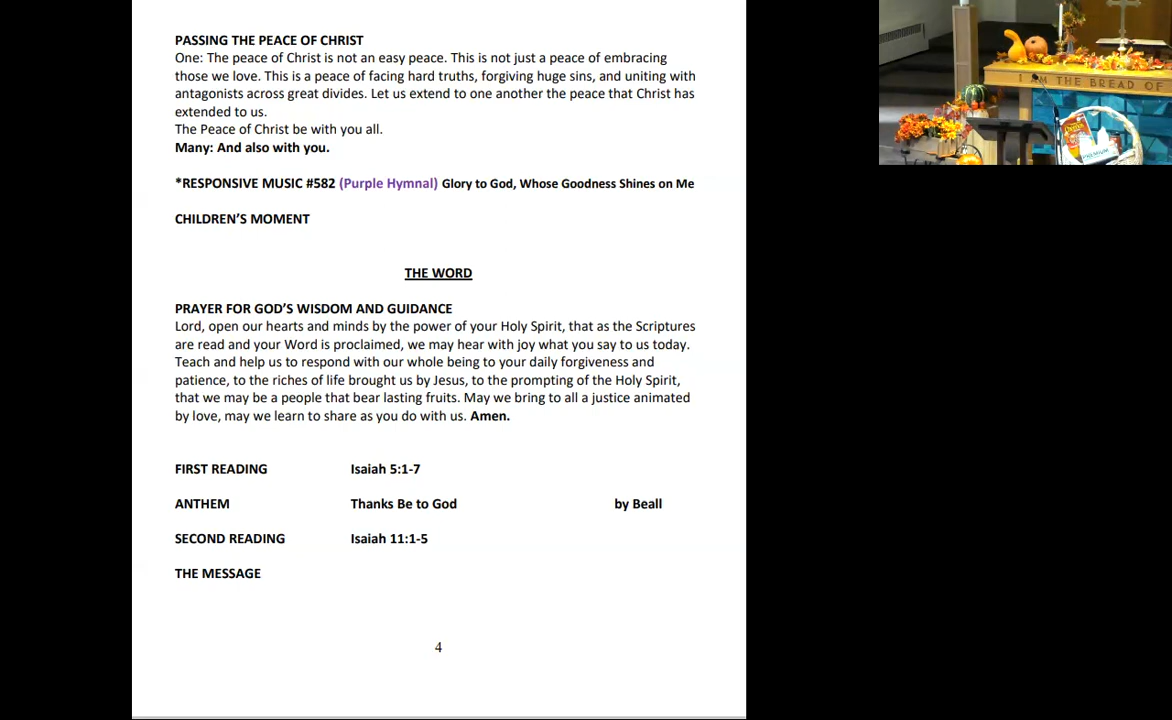 PASSING THE PEACE OF CHRIST
One: The peace of Christ is not an easy peace. This is not just a peace of embracing
those we love. This is a peace of facing hard truths, forgiving huge sins, and uniting with
antagonists across great divides. Let us extend to one another the peace that Christ has
extended to us.
The Peace of Christ be with you all.
Many: And also with you.
*RESPONSIVE MUSIC #582 (Purple Hymnal) Glory to God, Whose Goodness Shines on Me
CHILDREN'S MOMENT
THE WORD
PRAYER FOR GOD'S WISDOM AND GUIDANCE
Lord, open our hearts and minds by the power of your Holy Spirit, that as the Scriptures
are read and your Word is proclaimed, we may hear with joy what you say to us today.
Teach and help us to respond with our whole being to your daily forgiveness and
patience, to the riches of life brought us by Jesus, to the prompting of the Holy Spirit,
that we may be a people that bear lasting fruits. May we bring to all a justice animated
by love, may we learn to share as you do with us. Amen.
FIRST READING Isaiah 5:1-7
ANTHEM Thanks Be to God by Beall
SECOND READING Isaiah 11:1-5
THE MESSAGE
4
I AM THE BREAD OF
PREMIUM